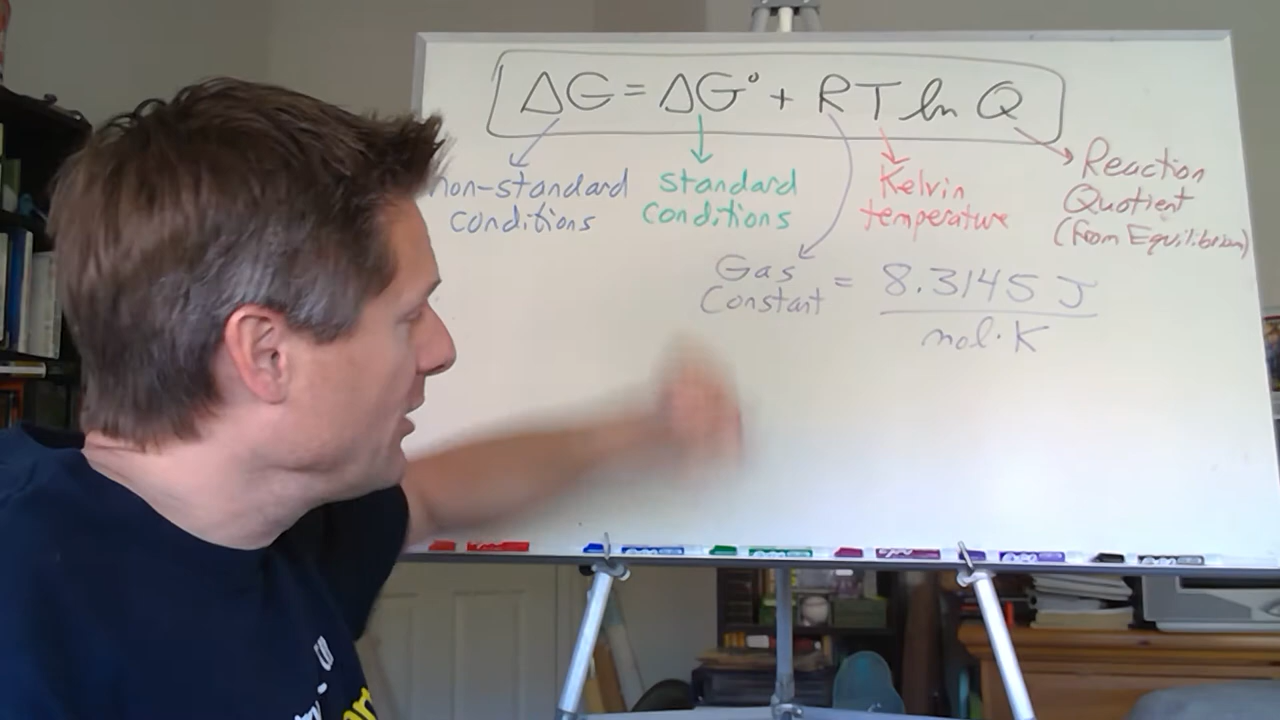 ΔG = ΔG° + RT ln Q
non-standard
conditions
standard
conditions
Kelvin
temperature
Reaction
Quotient
(from Equilibrium)
Gas
Constant
= 8.3145 J
mol·K